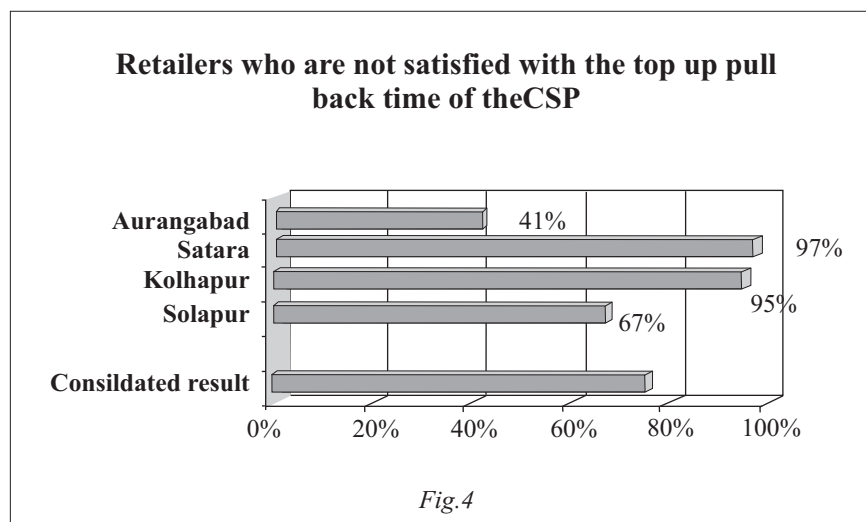 Retailers who are not satisfied with the top up pull
back time of theCSP
Aurangabad 41%
Satara 97%
Kolhapur 95%
Solapur 67%
Consildated result
0% 20% 40% 60% 80% 100%
Fig.4